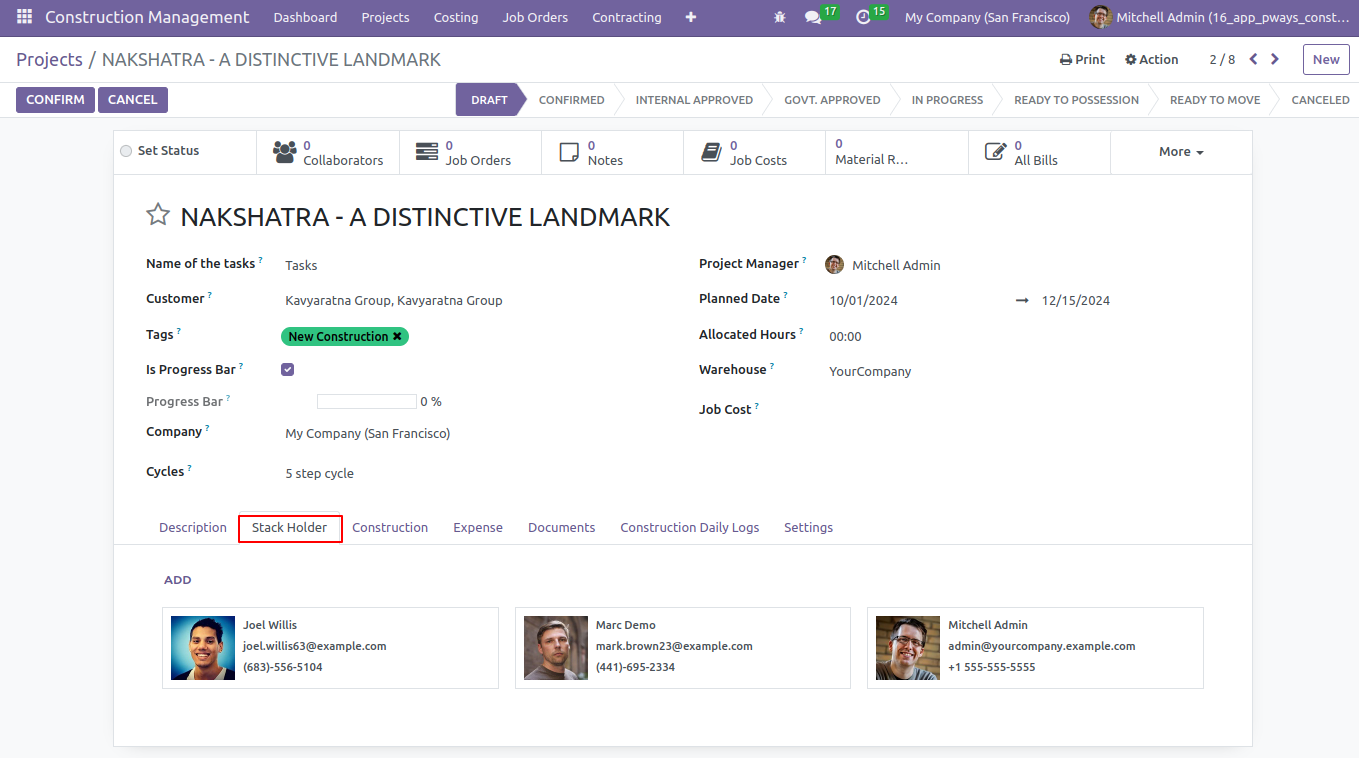 Construction Management Dashboard Projects Costing Job Orders Contracting + 17 15 My Company (San Francisco) Mitchell Admin (16_app_pways_const...
Projects / NAKSHATRA - A DISTINCTIVE LANDMARK Print Action 2 / 8 New
CONFIRM CANCEL DRAFT CONFIRMED INTERNAL APPROVED GOVT. APPROVED IN PROGRESS READY TO POSSESSION READY TO MOVE CANCELED
Set Status
0
Collaborators
0
Job Orders
0
Notes
0
Job Costs
0
Material R...
0
All Bills
More
NAKSHATRA - A DISTINCTIVE LANDMARK
Name of the tasks ? Tasks
Customer ? Kavyaratna Group, Kavyaratna Group
Tags ? New Construction ✖
Is Progress Bar ?
Progress Bar ? 0 %
Company ? My Company (San Francisco)
Cycles ? 5 step cycle
Project Manager ? Mitchell Admin
Planned Date ? 10/01/2024 → 12/15/2024
Allocated Hours ? 00:00
Warehouse ? YourCompany
Job Cost ?
Description Stack Holder Construction Expense Documents Construction Daily Logs Settings
ADD
Joel Willis
joel.willis63@example.com
(683)-556-5104
Marc Demo
mark.brown23@example.com
(441)-695-2334
Mitchell Admin
admin@yourcompany.example.com
+1 555-555-5555